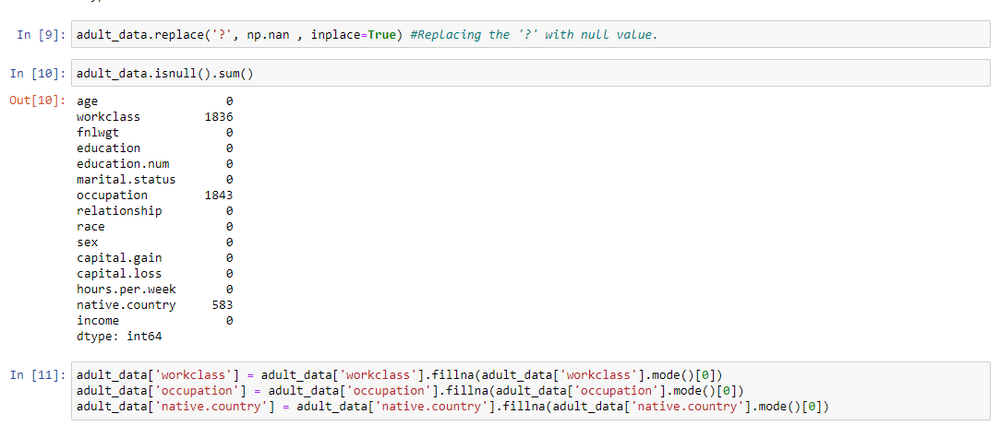 In [9]: adult_data.replace('?', np.nan , inplace=True) #Replacing the '?' with null value.
In [10]: adult_data.isnull().sum()
Out[10]: age 0
workclass 1836
fnlwgt 0
education 0
education.num 0
marital.status 0
occupation 1843
relationship 0
race 0
sex 0
capital.gain 0
capital.loss 0
hours.per.week 0
native.country 583
income 0
dtype: int64
In [11]: adult_data['workclass'] = adult_data['workclass'].fillna(adult_data['workclass'].mode()[0])
adult_data['occupation'] = adult_data['occupation'].fillna(adult_data['occupation'].mode()[0])
adult_data['native.country'] = adult_data['native.country'].fillna(adult_data['native.country'].mode()[0])